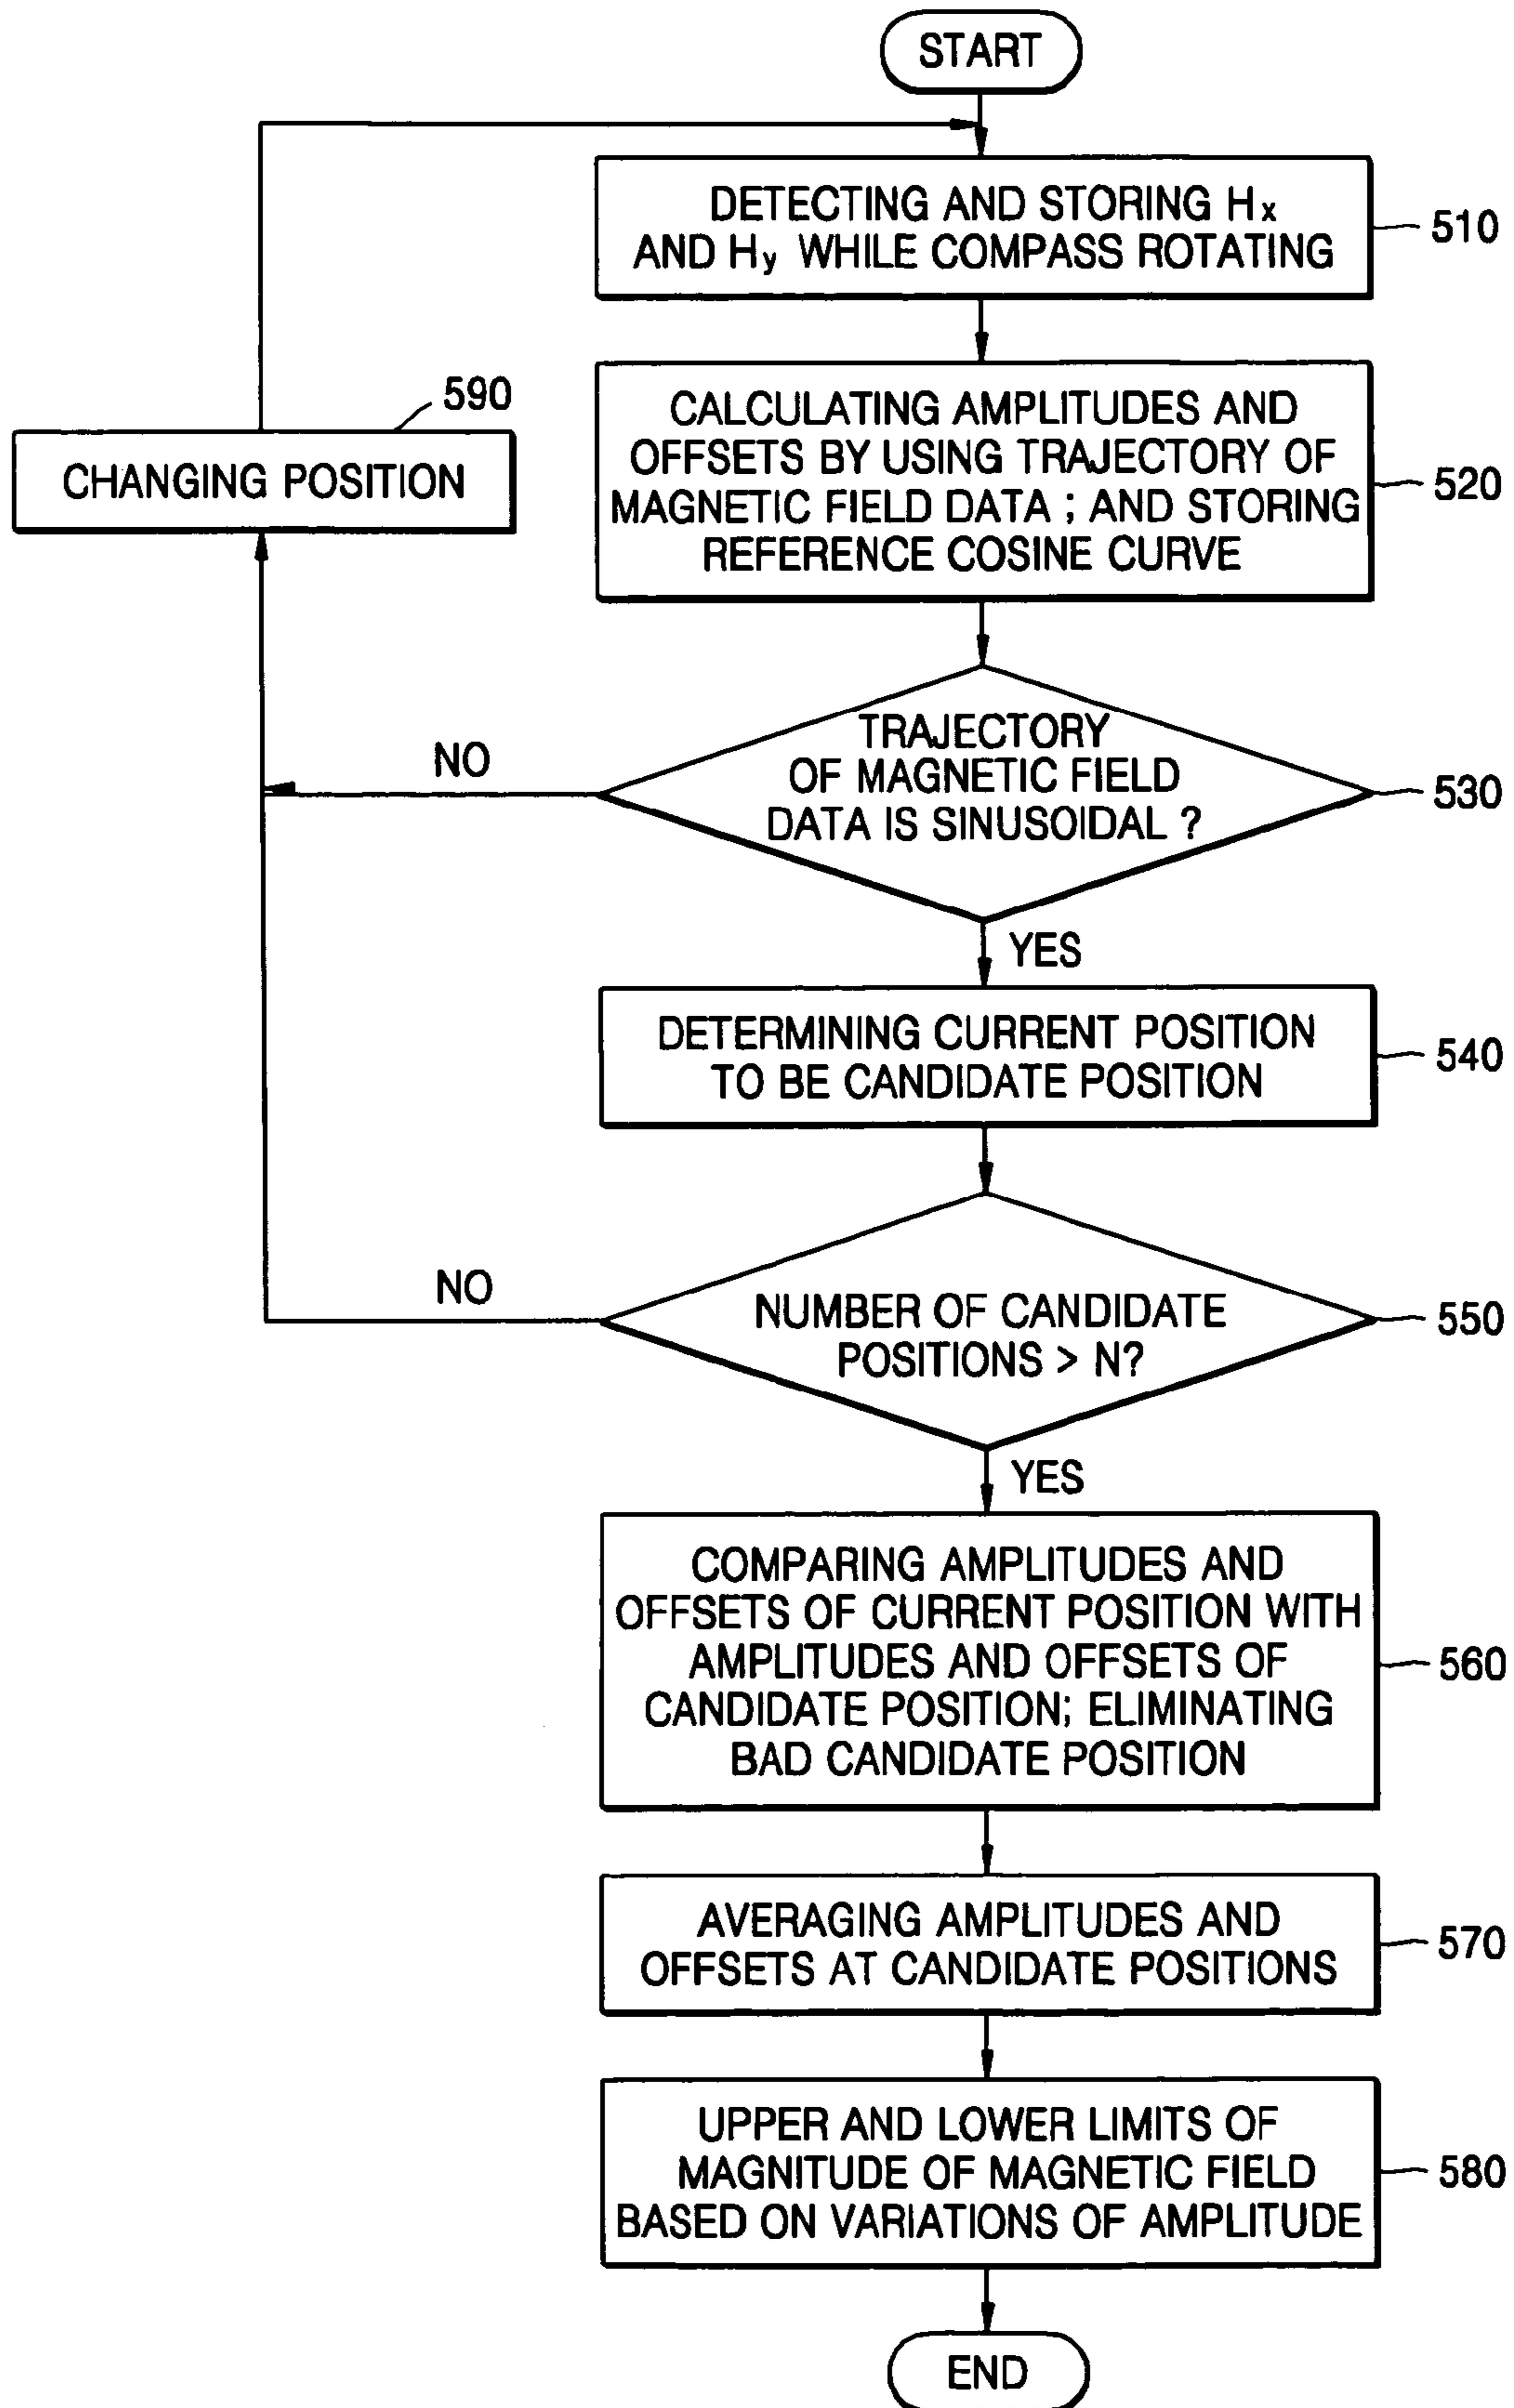 START
DETECTING AND STORING Hx
AND Hy WHILE COMPASS ROTATING
510
590
CHANGING POSITION
CALCULATING AMPLITUDES AND
OFFSETS BY USING TRAJECTORY OF
MAGNETIC FIELD DATA ; AND STORING
REFERENCE COSINE CURVE
520
TRAJECTORY
OF MAGNETIC FIELD
DATA IS SINUSOIDAL ?
530
NO
YES
DETERMINING CURRENT POSITION
TO BE CANDIDATE POSITION
540
NO
NUMBER OF CANDIDATE
POSITIONS > N?
550
YES
COMPARING AMPLITUDES AND
OFFSETS OF CURRENT POSITION WITH
AMPLITUDES AND OFFSETS OF
CANDIDATE POSITION; ELIMINATING
BAD CANDIDATE POSITION
560
AVERAGING AMPLITUDES AND
OFFSETS AT CANDIDATE POSITIONS
570
UPPER AND LOWER LIMITS OF
MAGNITUDE OF MAGNETIC FIELD
BASED ON VARIATIONS OF AMPLITUDE
580
END